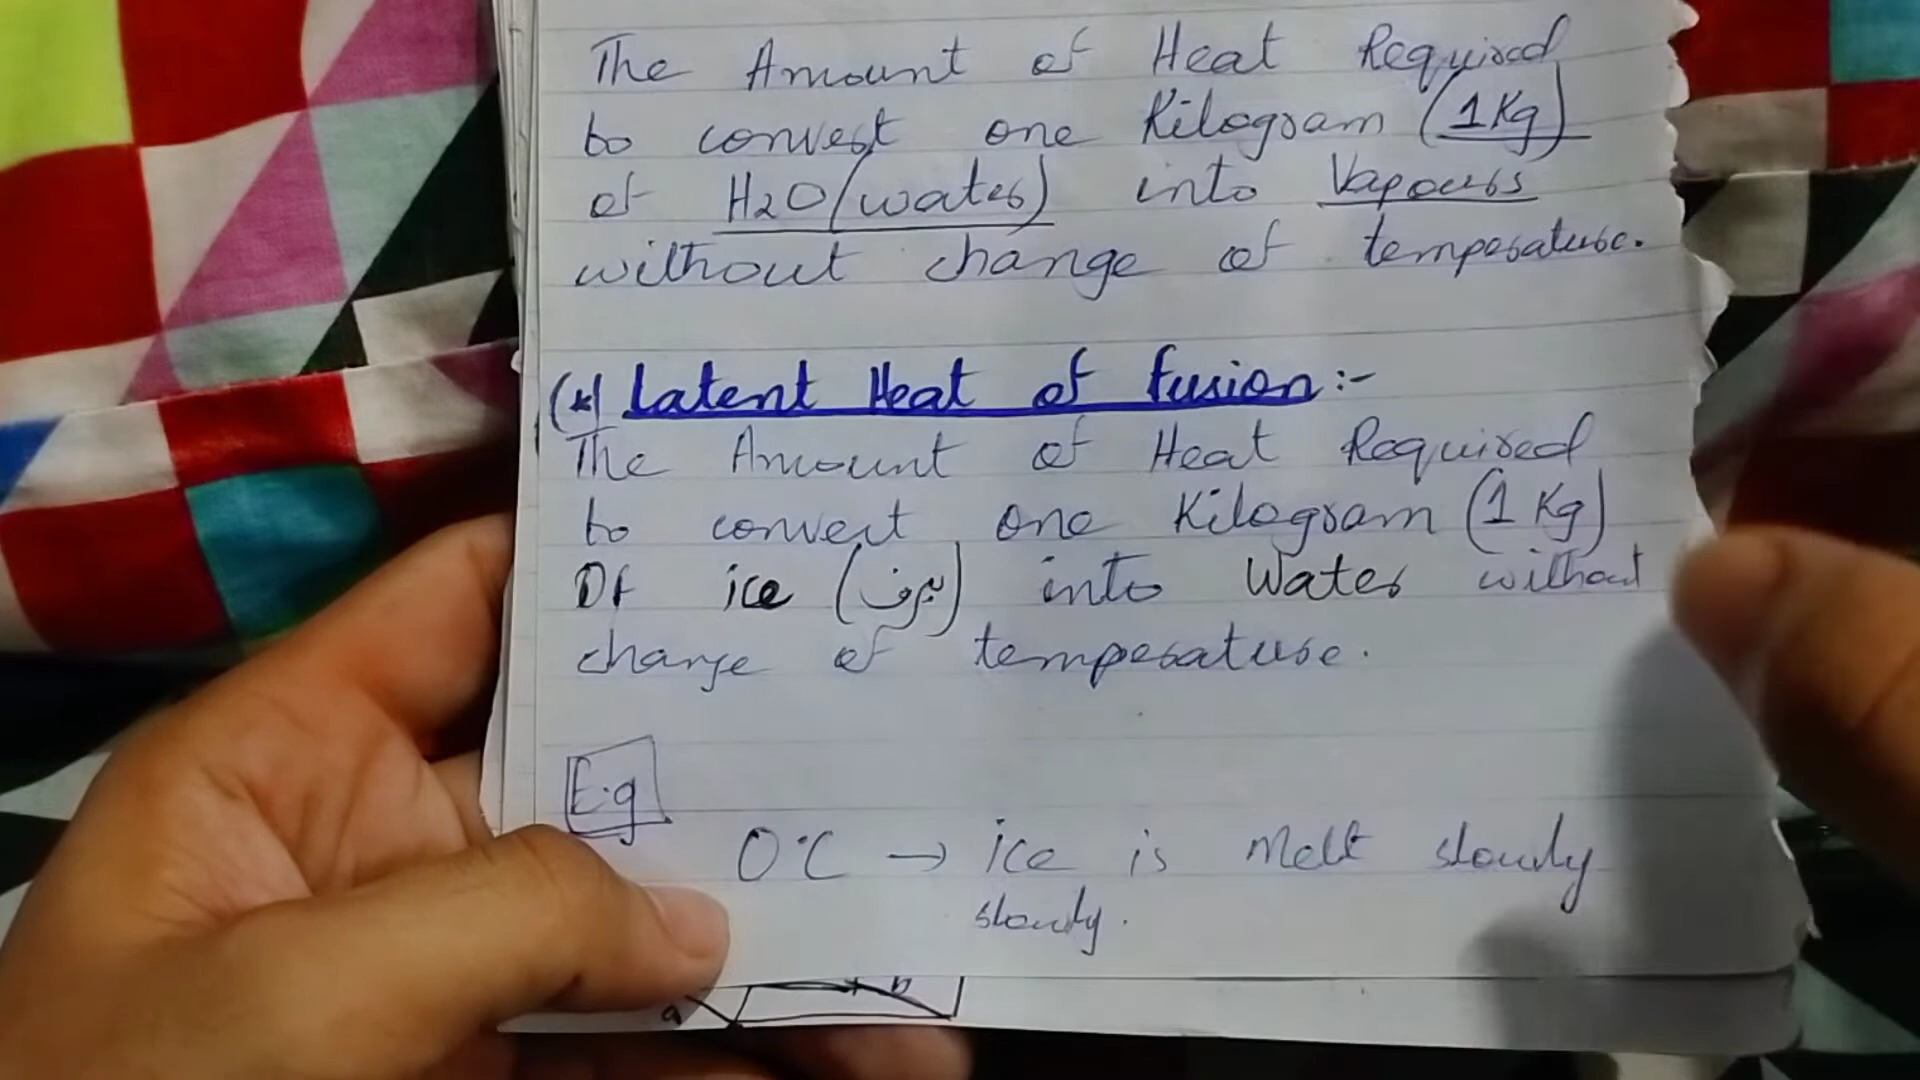 The Amount of Heat Required
to convert one Kilogram (1 Kg)
of H2O (water) into Vapours
without change of temperature.
(*) Latent Heat of Fusion :-
The Amount of Heat Required
to convert one Kilogram (1 Kg)
Of ice (برف) into Water without
change of temperature.
E.g
0°C → ice is Melt slowly
slowly.
a b